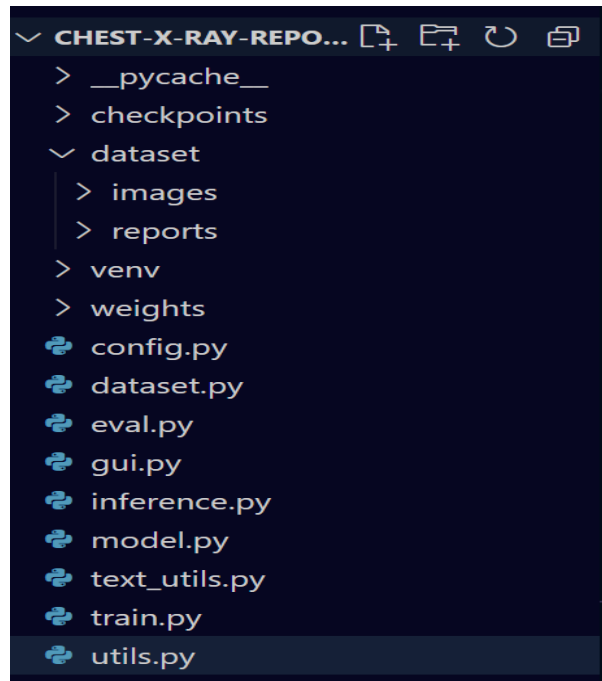 CHEST-X-RAY-REPO...
__pycache__
checkpoints
dataset
images
reports
venv
weights
config.py
dataset.py
eval.py
gui.py
inference.py
model.py
text_utils.py
train.py
utils.py